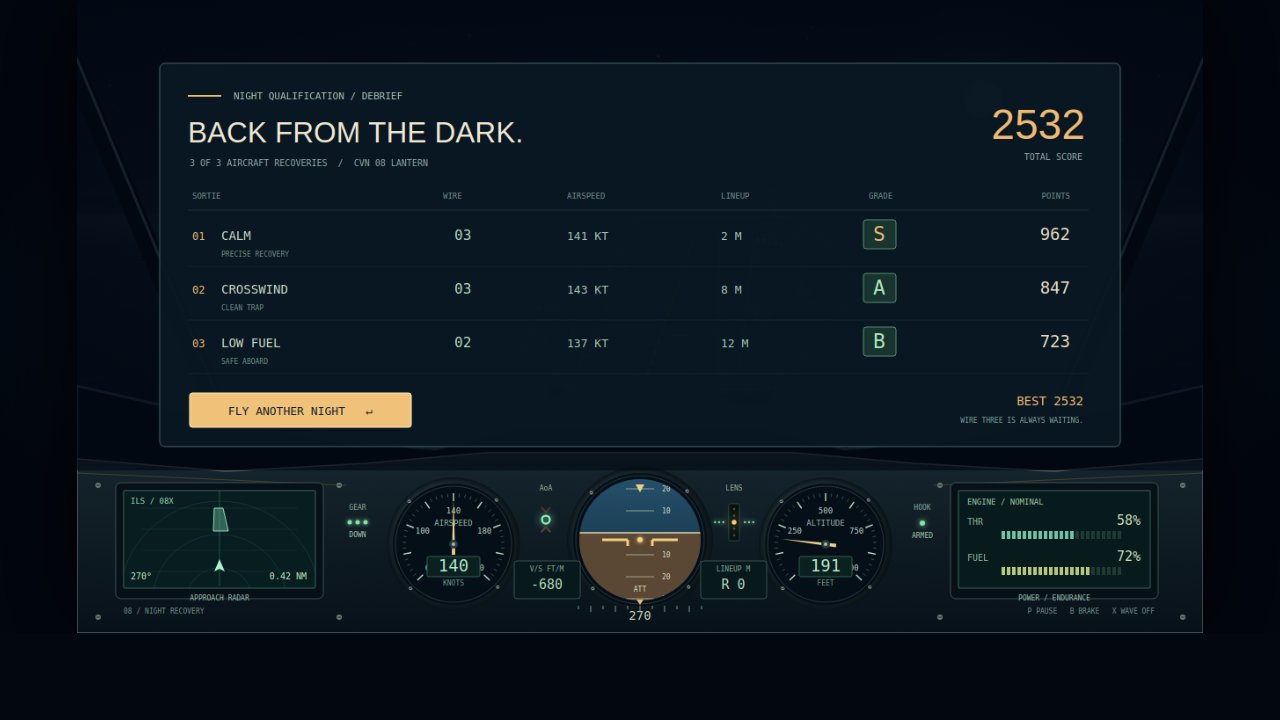 NIGHT QUALIFICATION / DEBRIEF
BACK FROM THE DARK.
2532
TOTAL SCORE
3 OF 3 AIRCRAFT RECOVERIES / CVN 08 LANTERN
SORTIE WIRE AIRSPEED LINEUP GRADE POINTS
01 CALM 03 141 KT 2 M S 962
PRECISE RECOVERY
02 CROSSWIND 03 143 KT 8 M A 847
CLEAN TRAP
03 LOW FUEL 02 137 KT 12 M B 723
SAFE ABOARD
FLY ANOTHER NIGHT ↵
BEST 2532
WIRE THREE IS ALWAYS WAITING.
ILS / 08X
270°
0.42 NM
APPROACH RADAR
08 / NIGHT RECOVERY
GEAR
DOWN
140
AIRSPEED
100
180
140
KNOTS
AoA
V/S FT/M
-680
20
10
10
20
ATT
270
LENS
LINEUP M
R 0
500
ALTITUDE
250
750
191
FEET
HOOK
ARMED
ENGINE / NOMINAL
THR 58%
FUEL 72%
POWER / ENDURANCE
P PAUSE B BRAKE X WAVE OFF